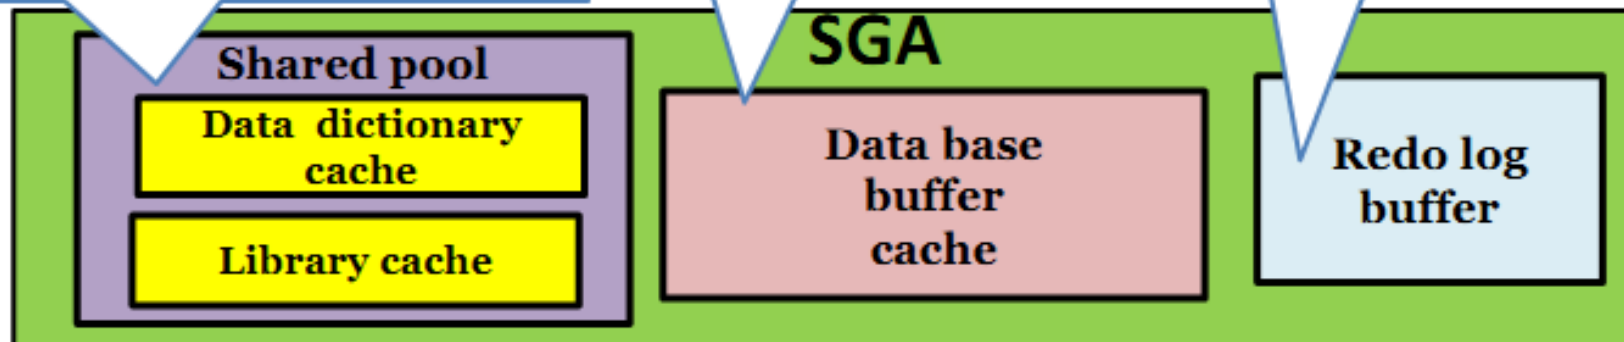 SGA
Shared pool
Data  dictionary
cache
Library cache
Data base
buffer
cache
Redo log
buffer